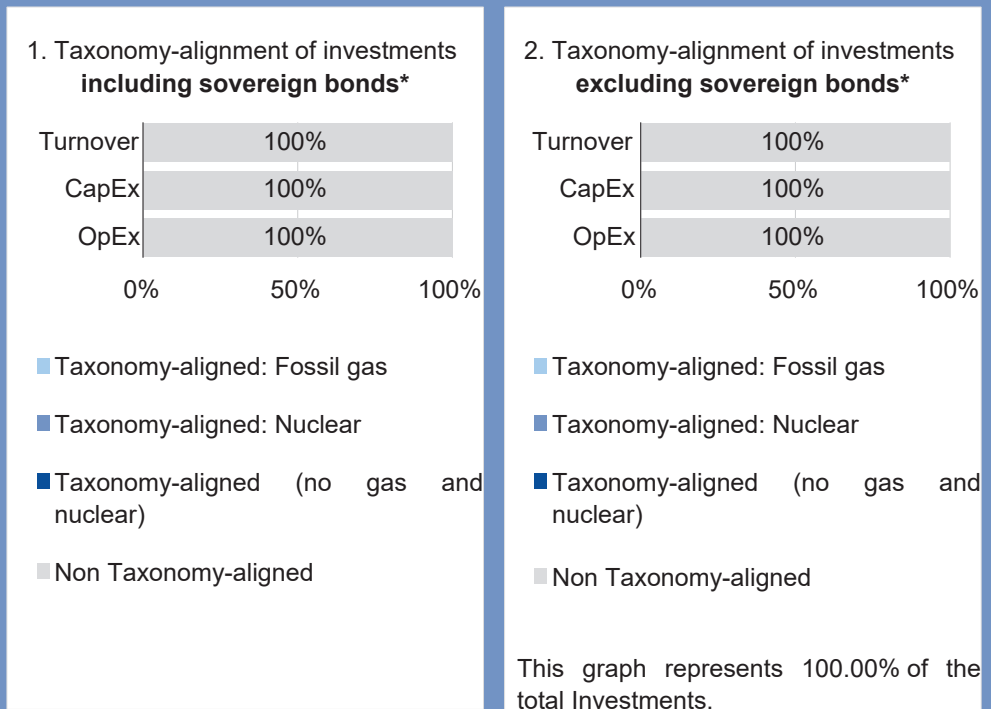 1. Taxonomy-alignment of investments
including sovereign bonds*
Turnover 100%
CapEx 100%
OpEx 100%
0% 50% 100%
Taxonomy-aligned: Fossil gas
Taxonomy-aligned: Nuclear
Taxonomy-aligned (no gas and
nuclear)
Non Taxonomy-aligned
2. Taxonomy-alignment of investments
excluding sovereign bonds*
Turnover 100%
CapEx 100%
OpEx 100%
0% 50% 100%
Taxonomy-aligned: Fossil gas
Taxonomy-aligned: Nuclear
Taxonomy-aligned (no gas and
nuclear)
Non Taxonomy-aligned
This graph represents 100.00% of the
total Investments.